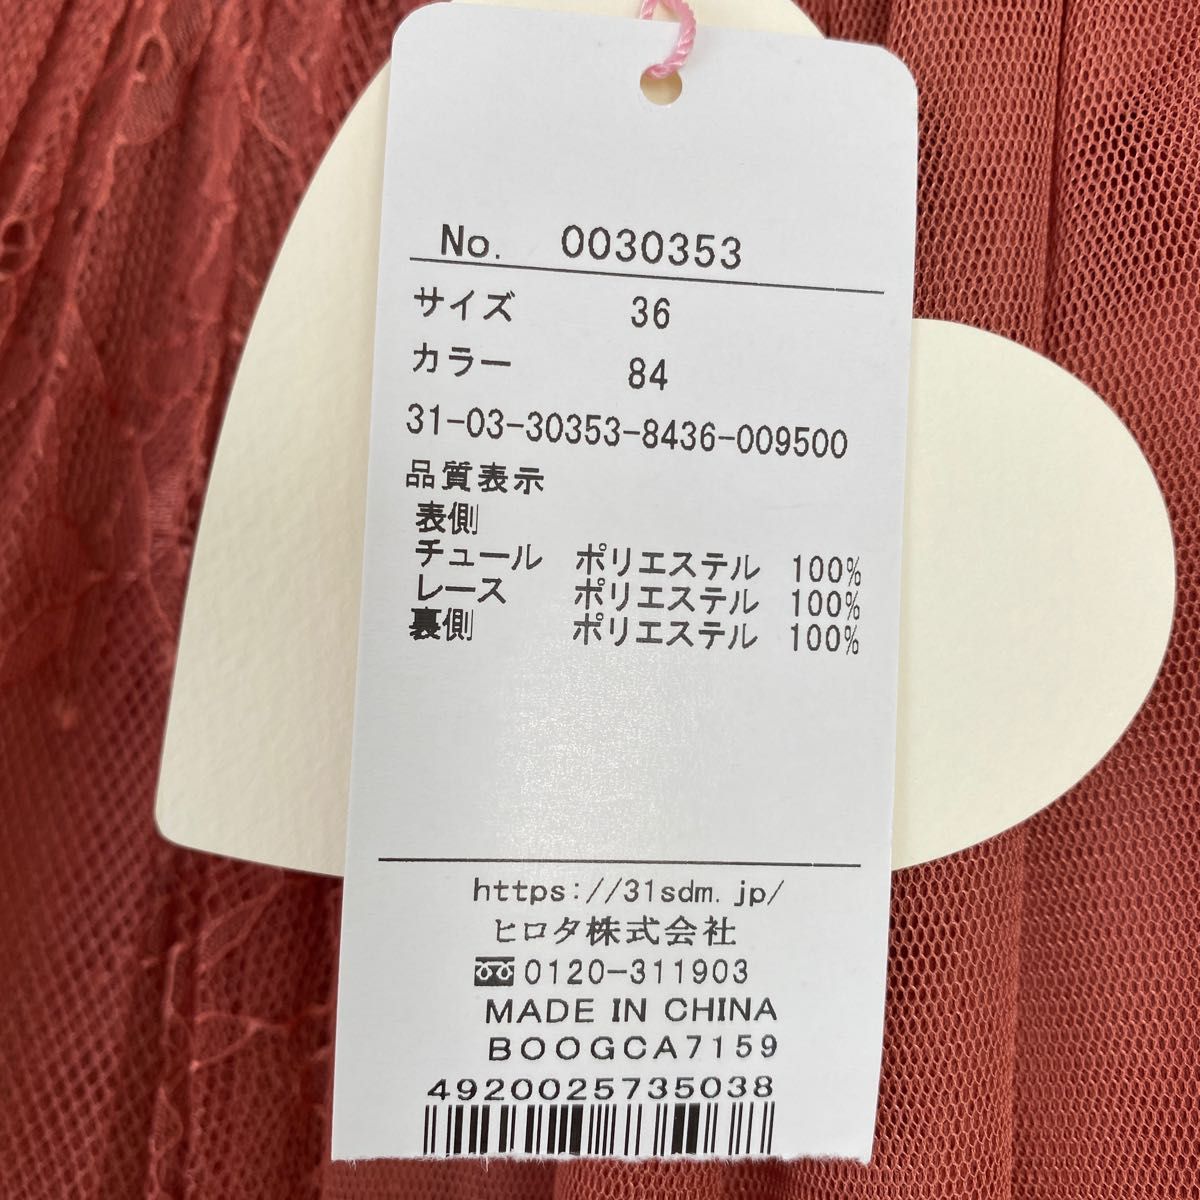 No. 0030353
サイズ 36
カラー 84
31-03-30353-8436-009500
品質表示
表側
チュール ポリエステル 100%
レース ポリエステル 100%
裏側 ポリエステル 100%
https://31sdm.jp/
ヒロタ株式会社
0120-311903
MADE IN CHINA
BOOGCA7159
4920025735038